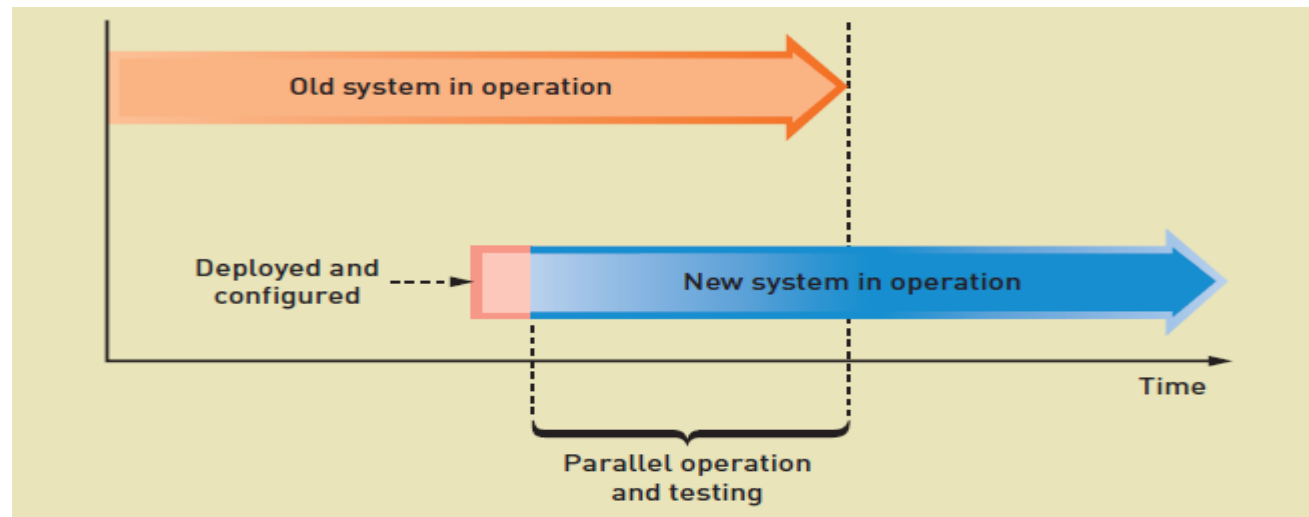 Old system in operation
Deployed and
configured
New system in operation
Time
Parallel operation
and testing